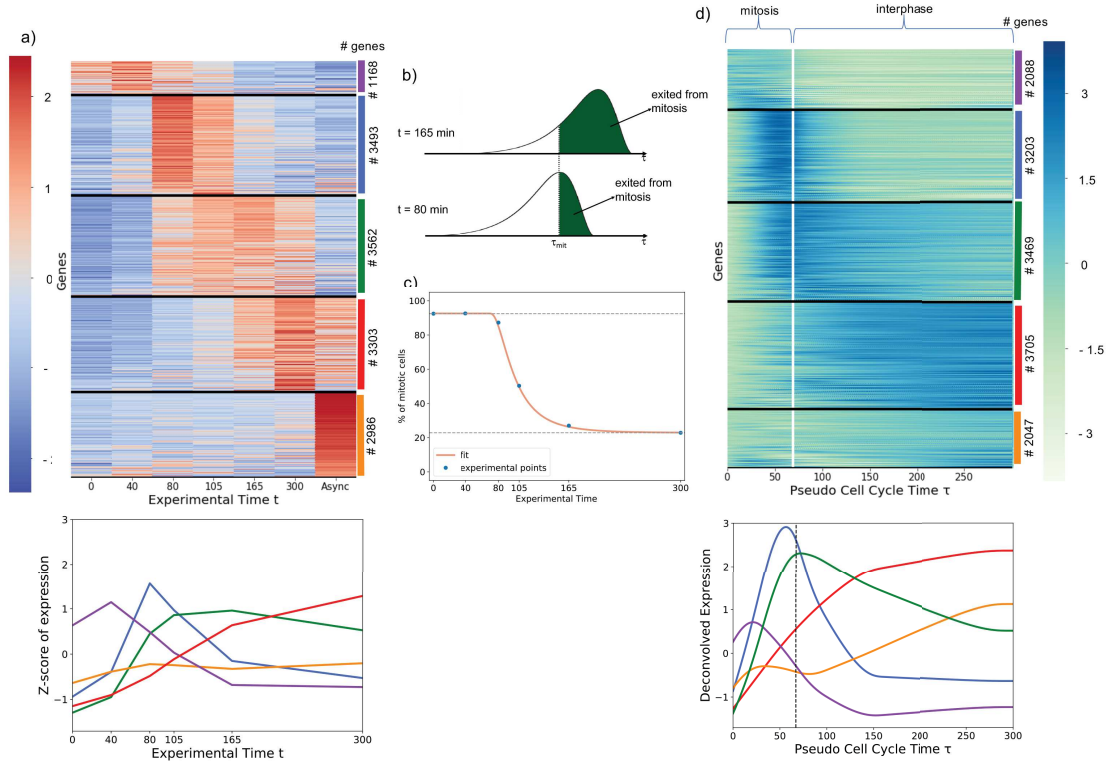 a)
# genes
2
1
0
-
-
Genes
# 1168
# 3493
# 3562
# 3303
# 2986
0 40 80 105 165 300 Async
Experimental Time t
Z-score of expression
3
2
1
0
−1
0 40 80 105 165 300
Experimental Time t
b)
t = 165 min
exited from
mitosis
τ
t = 80 min
exited from
mitosis
τmit
τ
c)
% of mitotic cells
100
80
60
40
20
0
fit
experimental points
0 40 80 105 165 300
Experimental Time
d)
mitosis
interphase
# genes
Genes
# 2088
# 3203
# 3469
# 3705
# 2047
3
1.5
0
- 1.5
- 3
0 50 100 150 200 250
Pseudo Cell Cycle Time τ
Deconvolved Expression
3
2
1
0
−1
0 50 100 150 200 250 300
Pseudo Cell Cycle Time τ